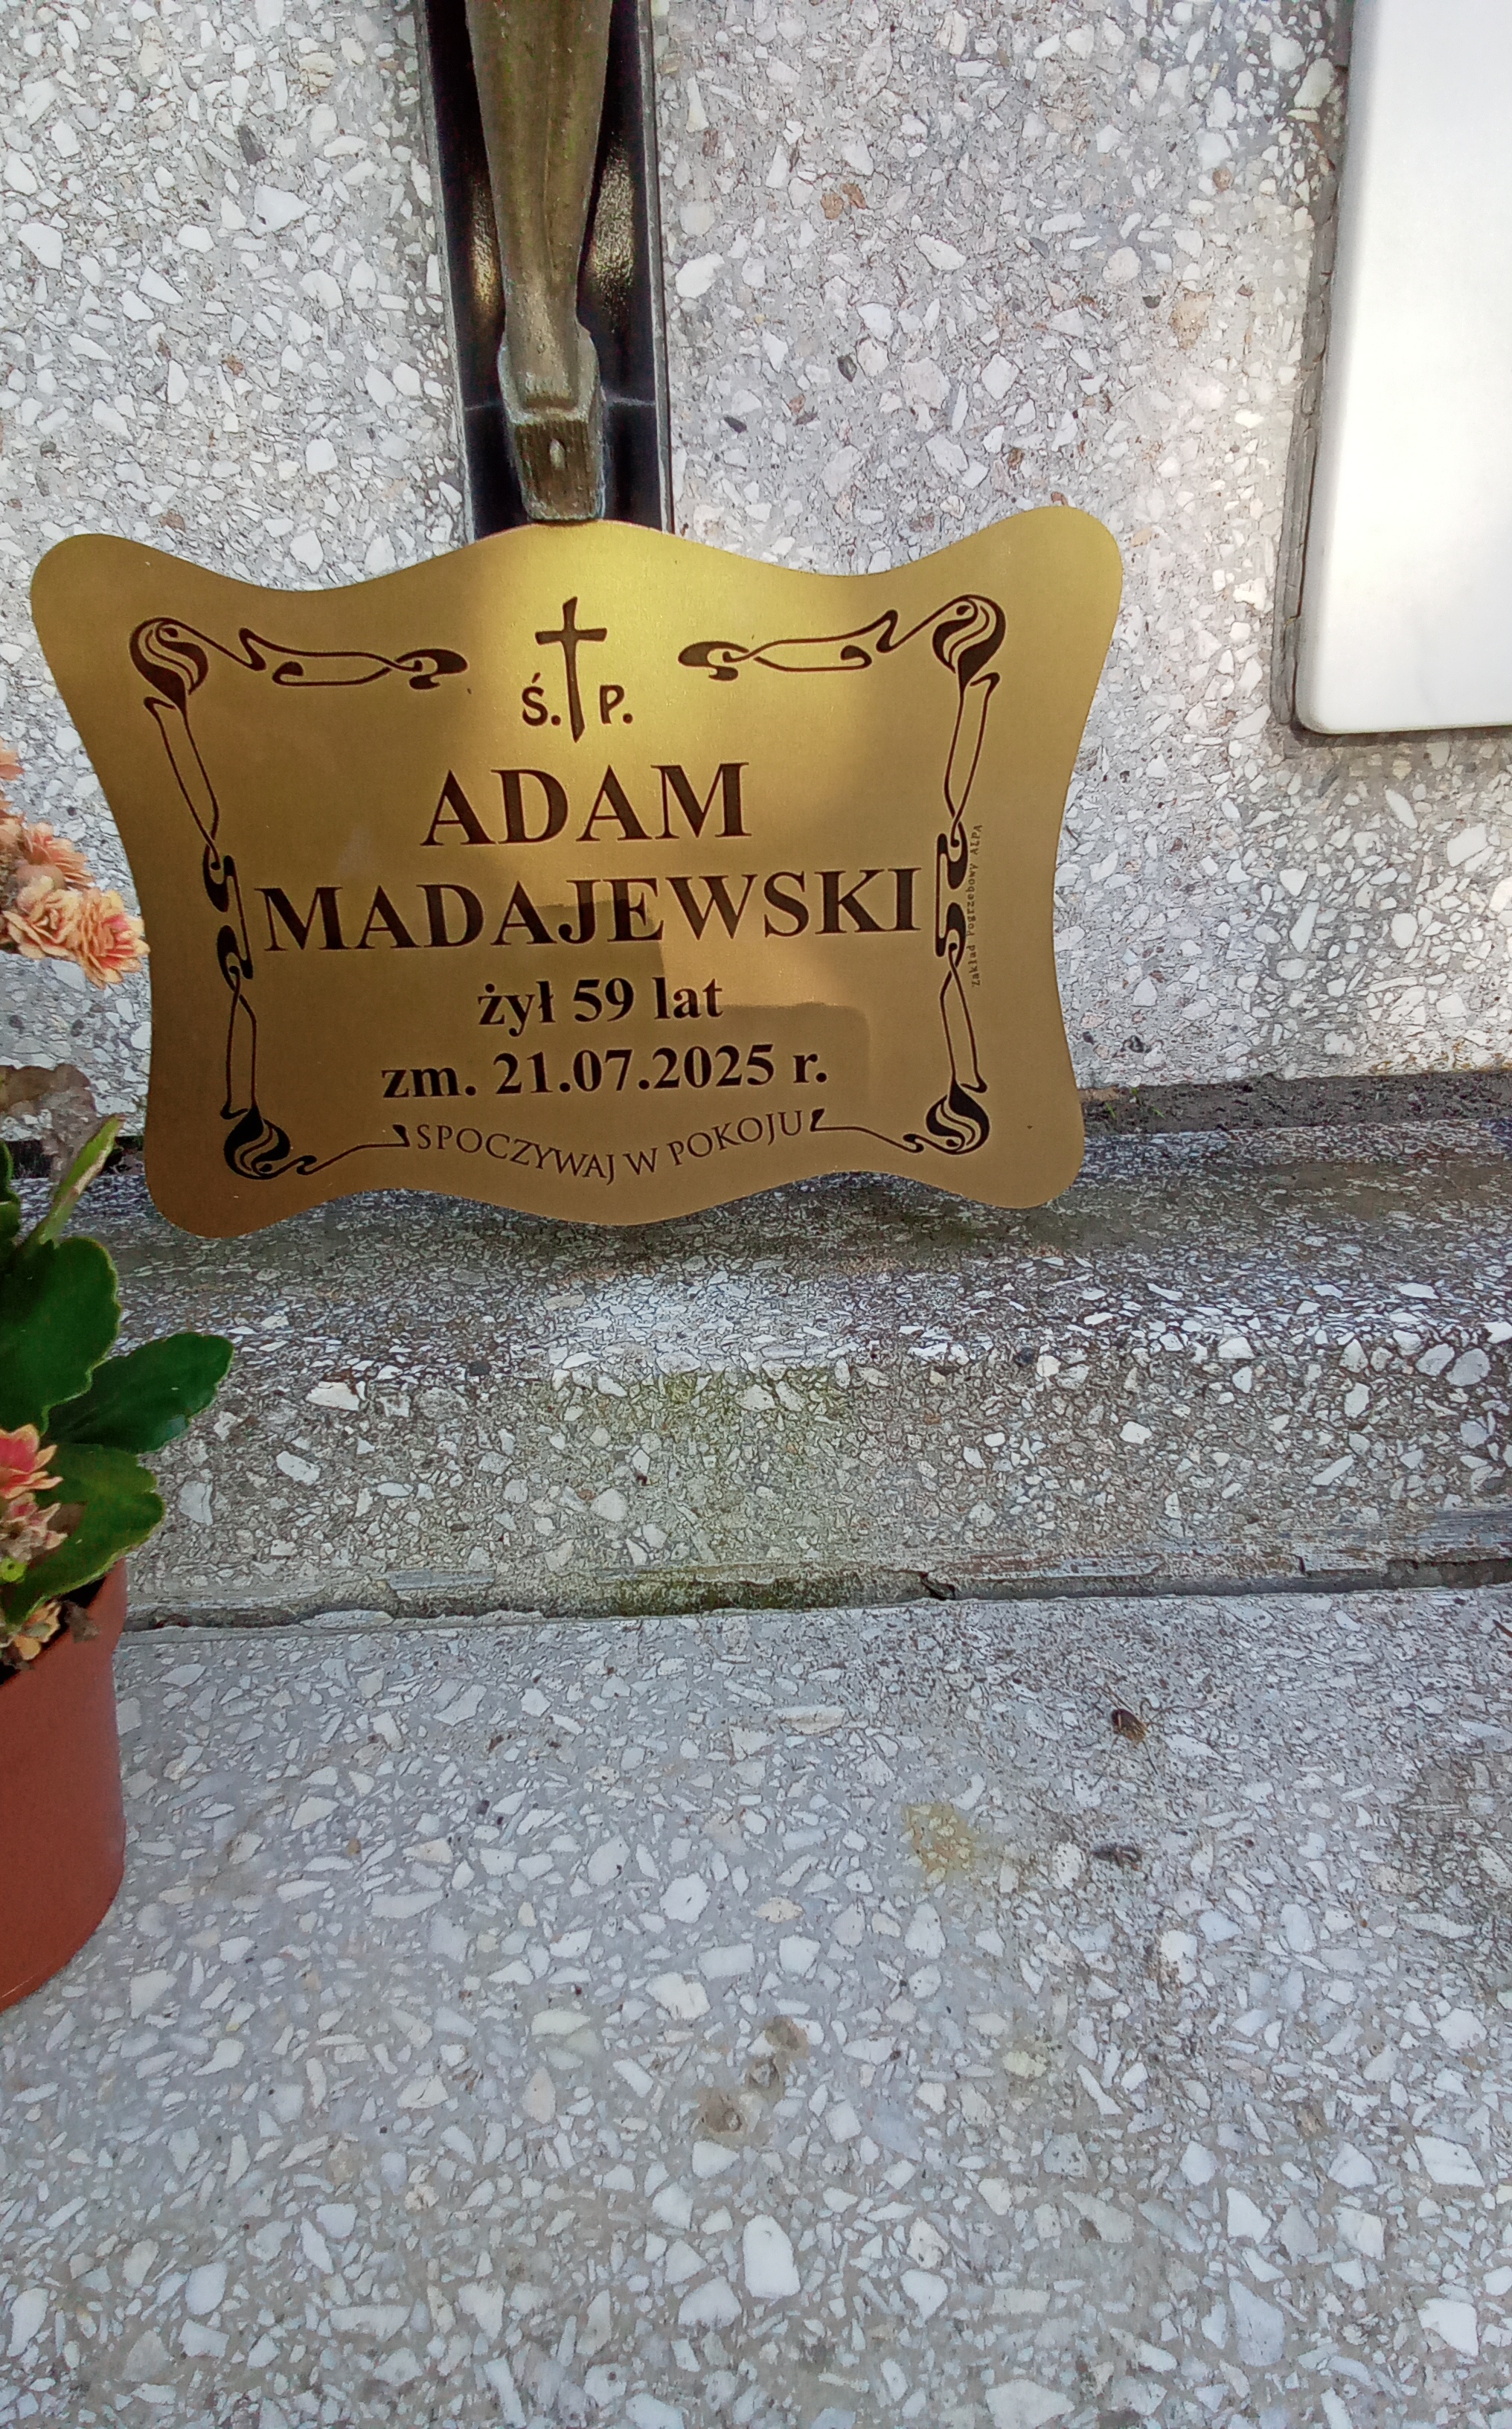 Ś. P.
ADAM
MADAJEWSKI
żył 59 lat
zm. 21.07.2025 r.
SPOCZYWAJ W POKOJU
Zakład Pogrzebowy ALPA